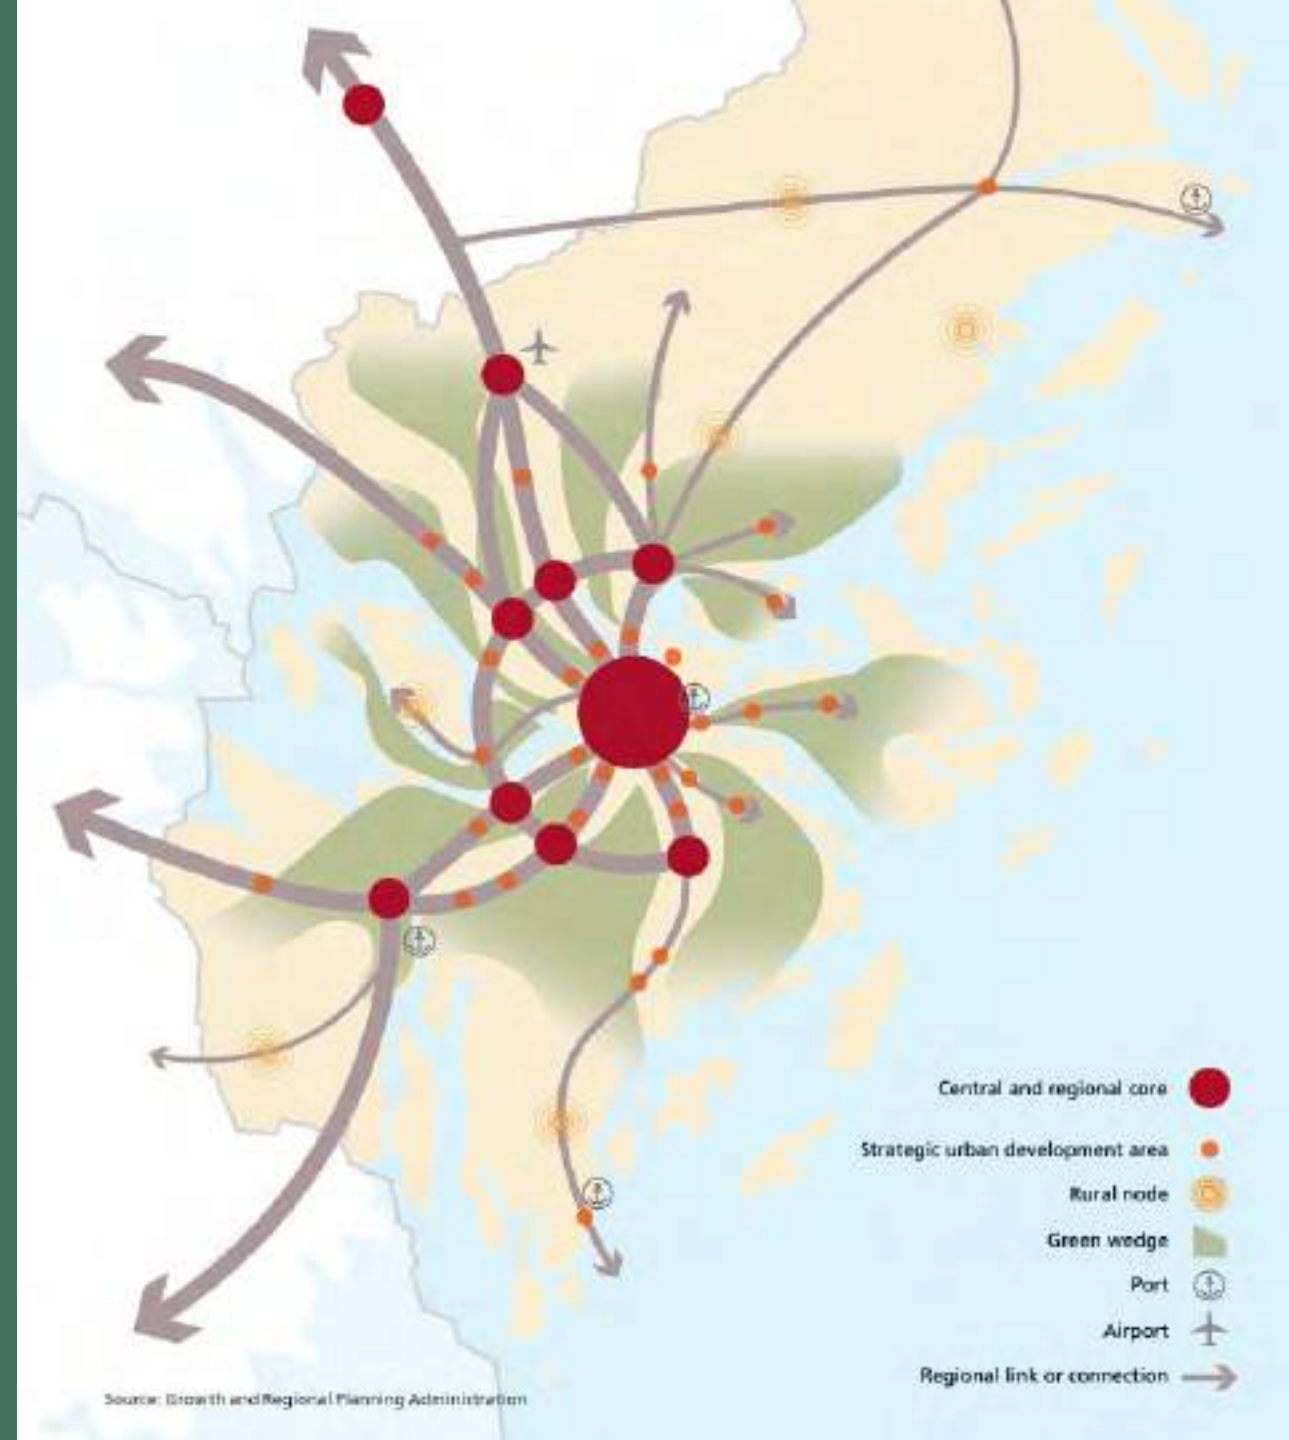 Central and regional core
Strategic urban development area
Rural node
Green wedge
Port
Airport
Regional link or connection
Source: Growth and Regional Planning Administration